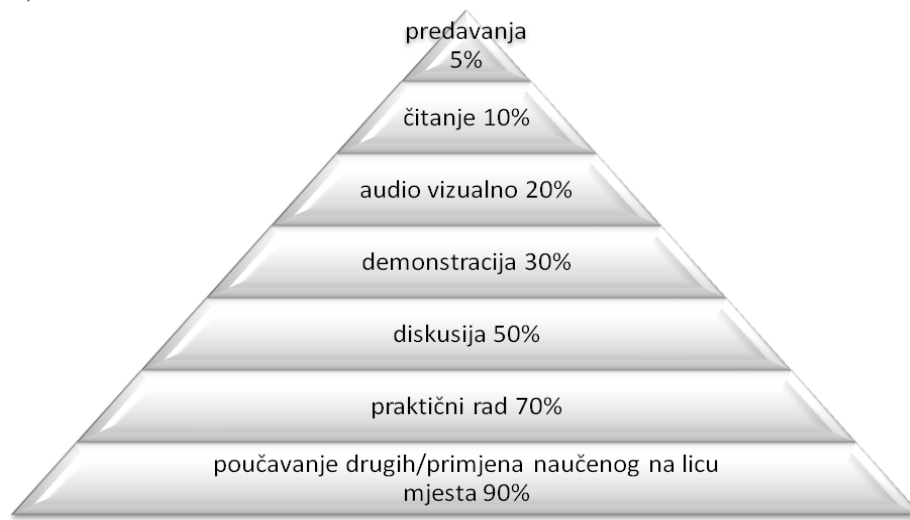 predavanja
5%
čitanje 10%
audio vizualno 20%
demonstracija 30%
diskusija 50%
praktični rad 70%
poučavanje drugih/primjena naučenog na licu
mjesta 90%